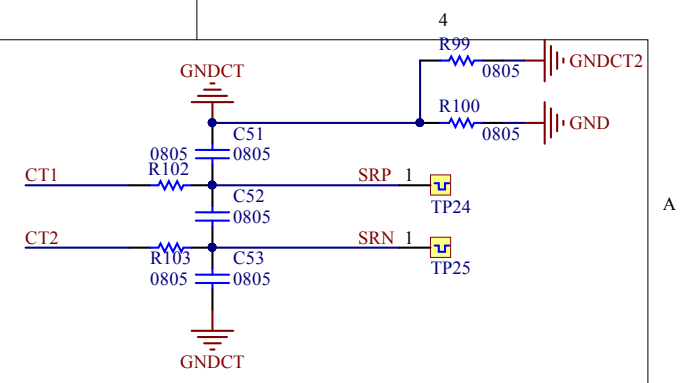 4
R99
GNDCT
0805
GNDCT2
R100
0805
GND
C51
0805
0805
R102
CT1
SRP
1
TP24
A
C52
0805
CT2
SRN
1
TP25
R103
0805
C53
0805
GNDCT